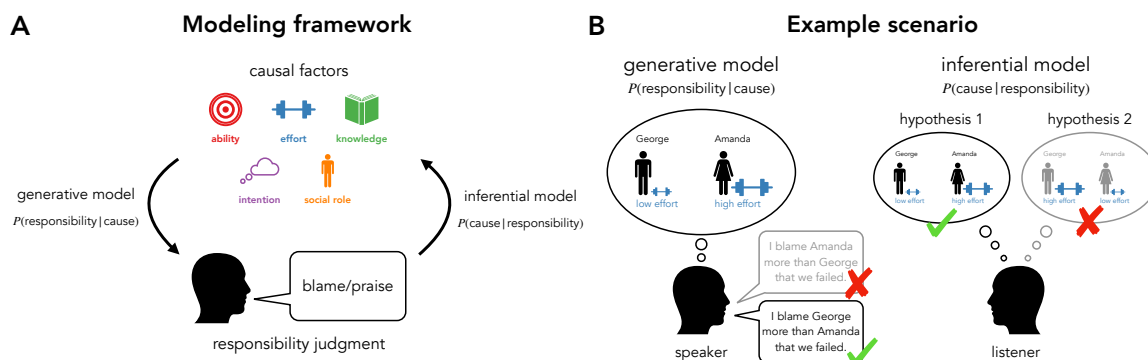 A
Modeling framework
causal factors
ability
effort
knowledge
intention
social role
generative model
P(responsibility | cause)
inferential model
P(cause | responsibility)
blame/praise
responsibility judgment
B
Example scenario
generative model
P(responsibility | cause)
George
Amanda
low effort
high effort
I blame Amanda
more than George
that we failed.
I blame George
more than Amanda
that we failed.
speaker
inferential model
P(cause | responsibility)
hypothesis 1
George
Amanda
low effort
high effort
hypothesis 2
George
Amanda
high effort
low effort
listener